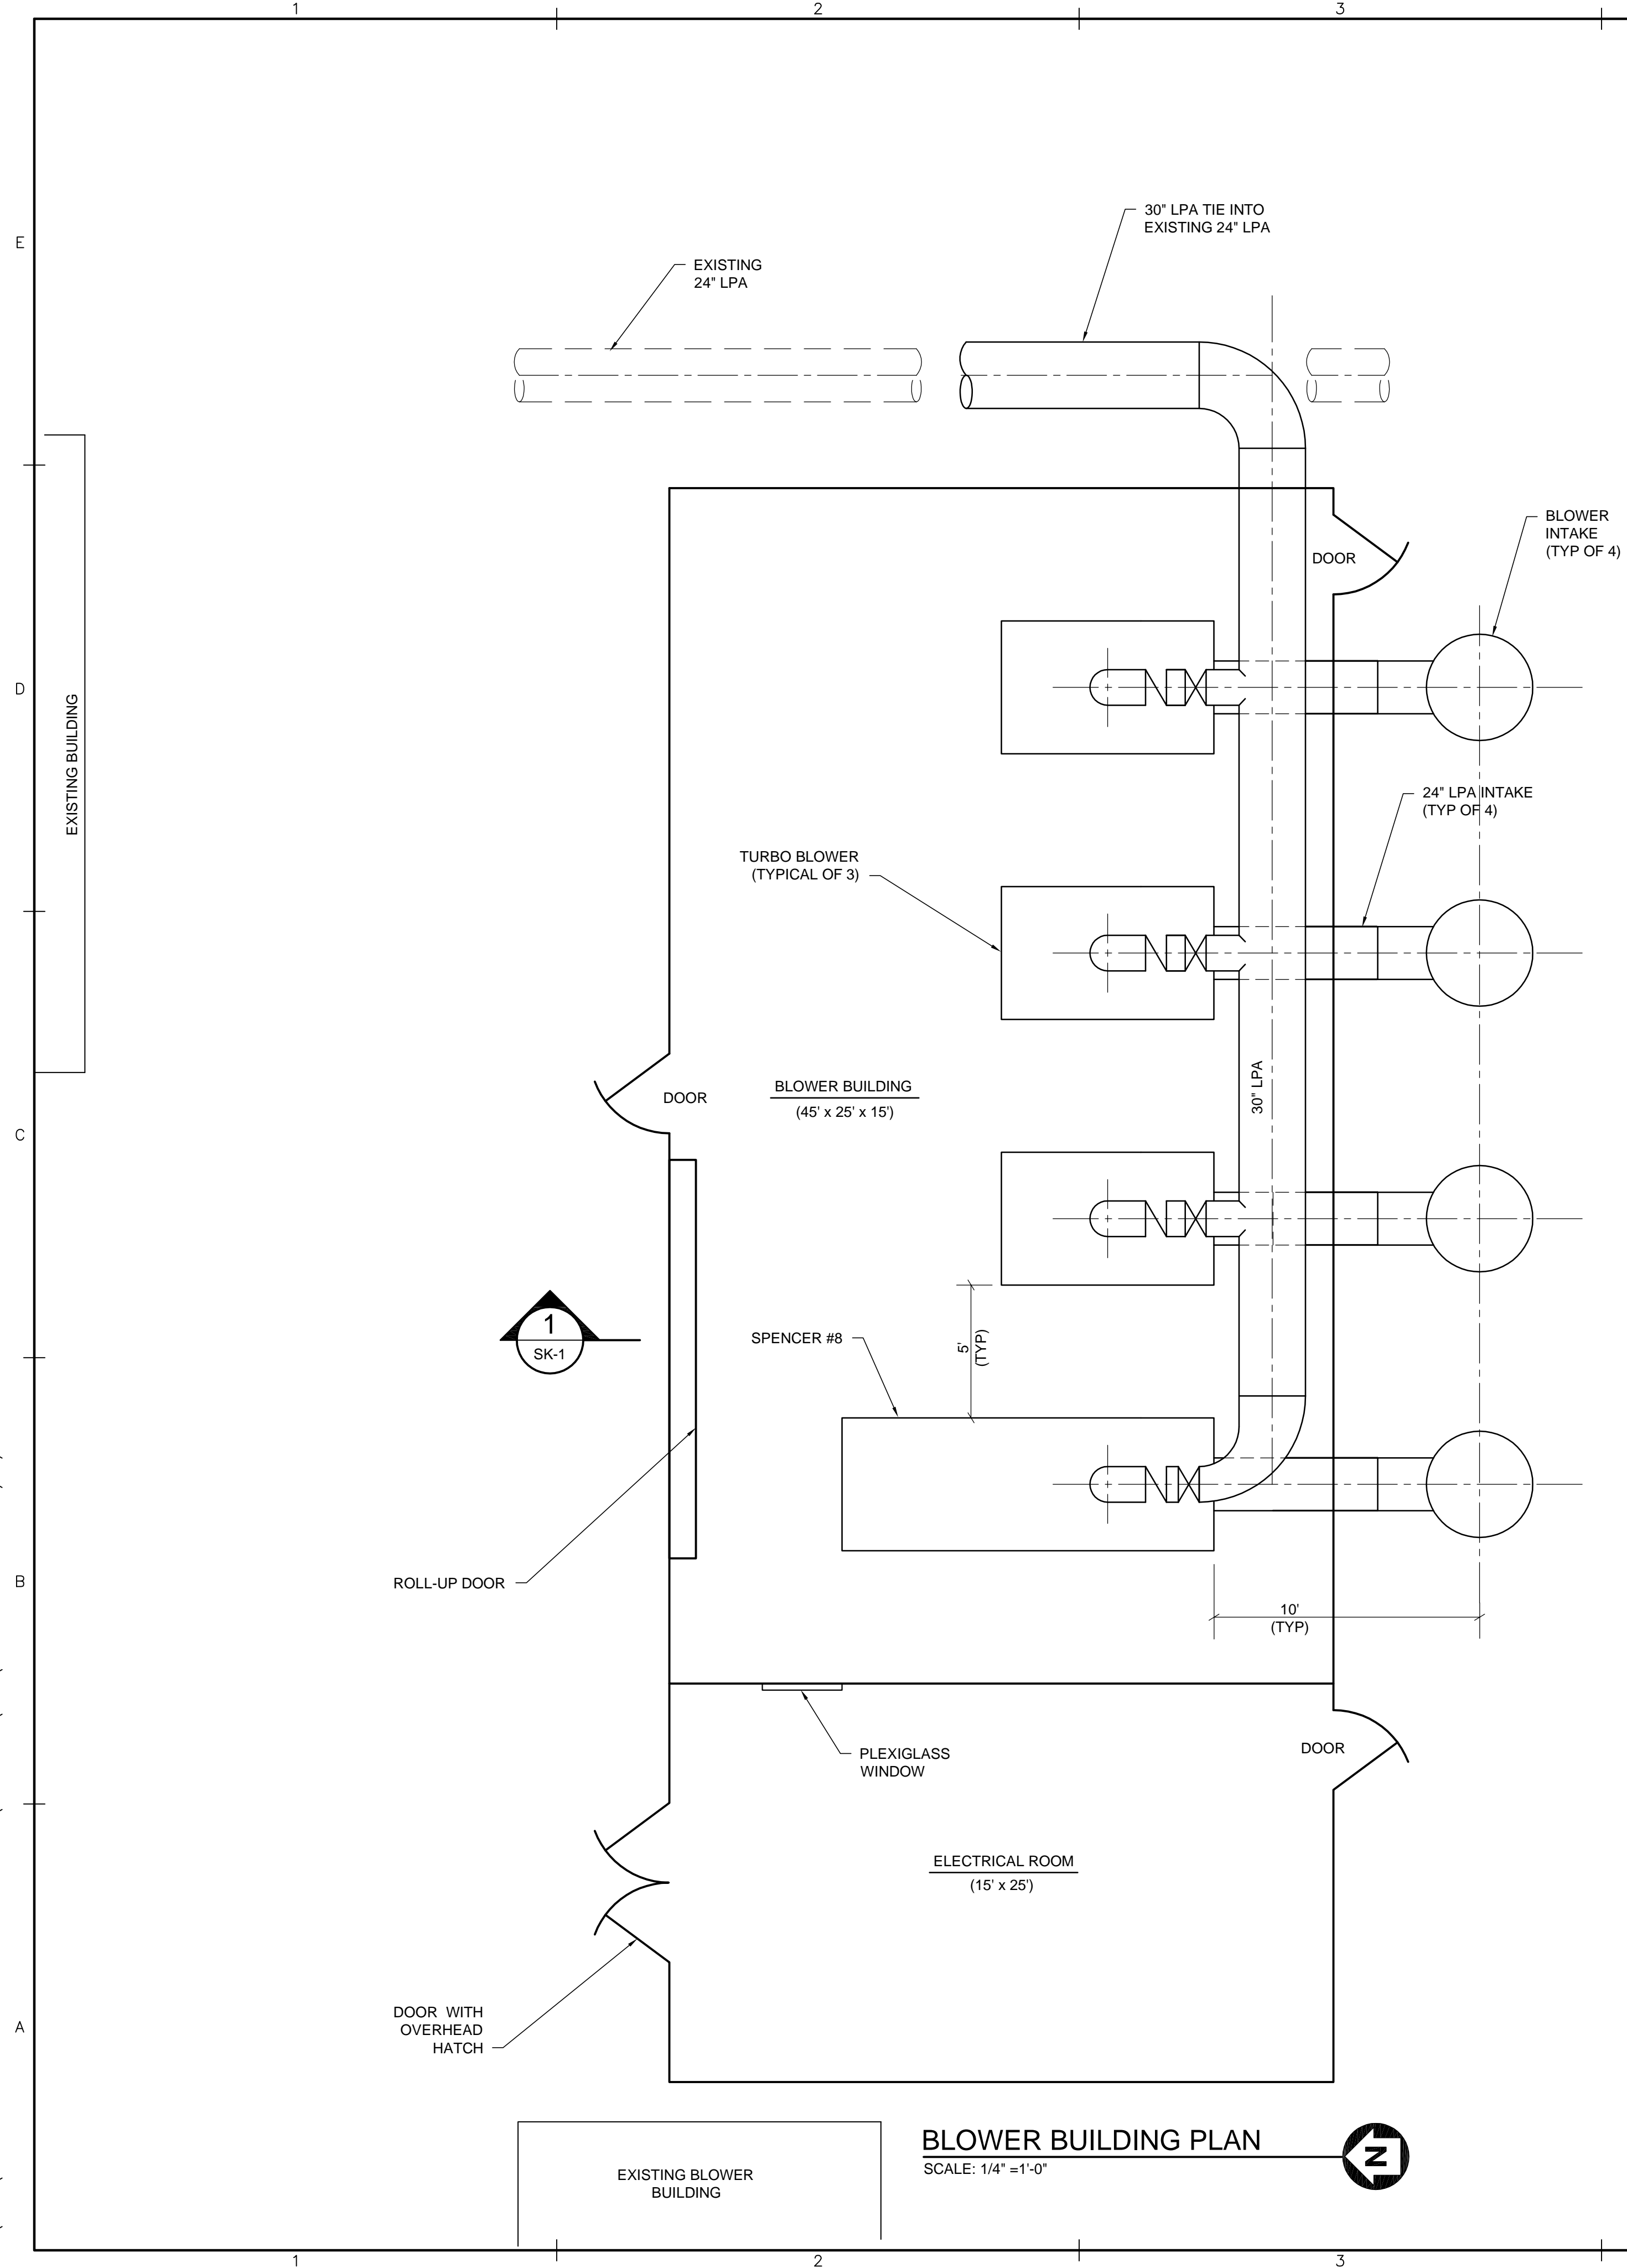 1
2
3
E
30" LPA TIE INTO
EXISTING 24" LPA
EXISTING
24" LPA
BLOWER
INTAKE
(TYP OF 4)
DOOR
D
EXISTING BUILDING
24" LPA INTAKE
(TYP OF 4)
TURBO BLOWER
(TYPICAL OF 3)
30" LPA
BLOWER BUILDING
(45' x 25' x 15')
DOOR
C
1
SK-1
SPENCER #8
5'
(TYP)
ROLL-UP DOOR
B
10'
(TYP)
PLEXIGLASS
WINDOW
DOOR
ELECTRICAL ROOM
(15' x 25')
DOOR  WITH
OVERHEAD
HATCH
A
BLOWER BUILDING PLAN
SCALE: 1/4" =1'-0"
N
EXISTING BLOWER
BUILDING
1
2
3